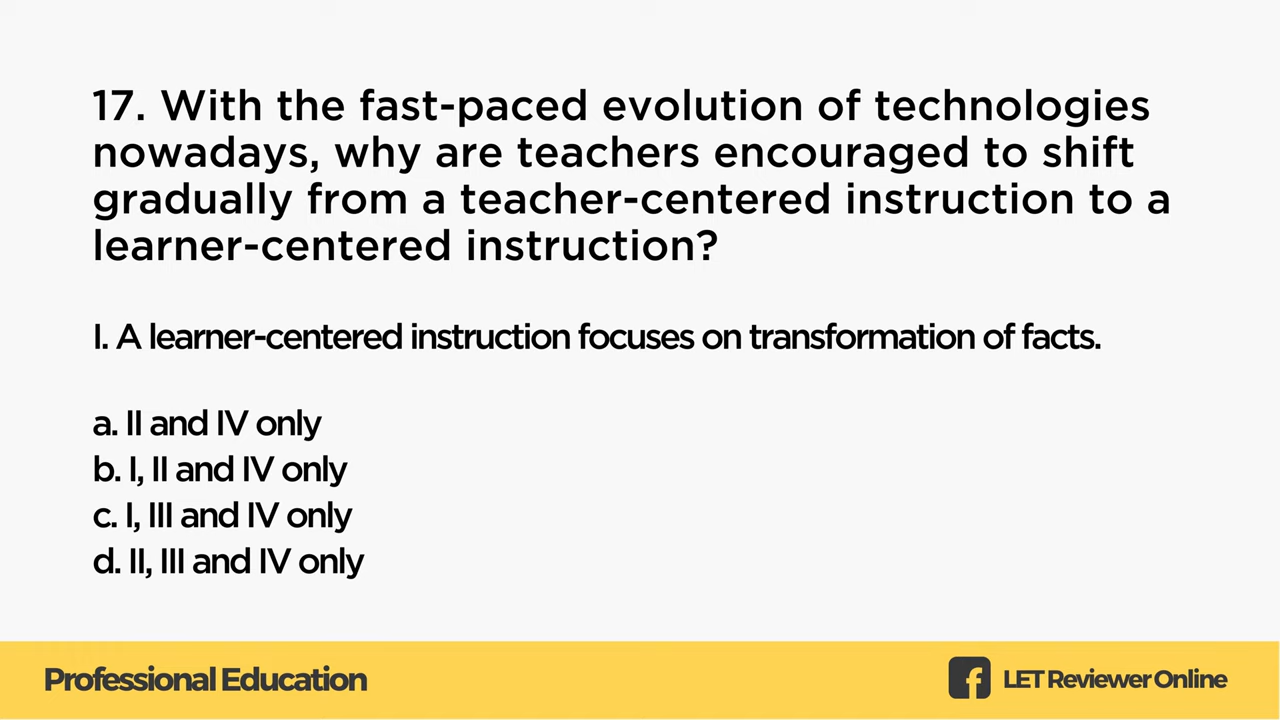 17. With the fast-paced evolution of technologies
nowadays, why are teachers encouraged to shift
gradually from a teacher-centered instruction to a
learner-centered instruction?
I. A learner-centered instruction focuses on transformation of facts.
a. II and IV only
b. I, II and IV only
c. I, III and IV only
d. II, III and IV only
Professional Education
f LET Reviewer Online